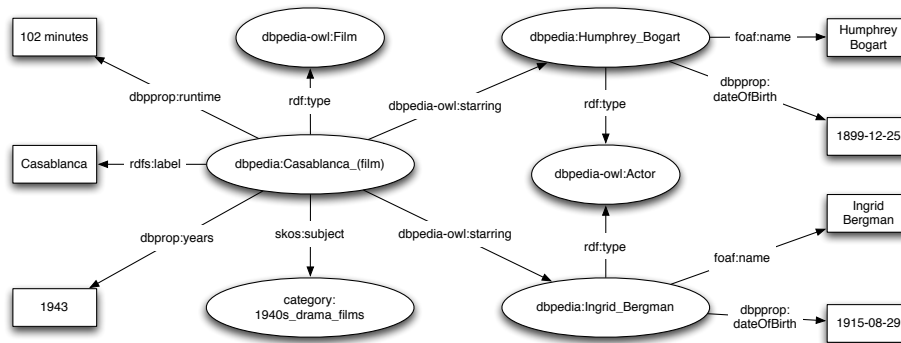 102 minutes
dbpedia-owl:Film
dbpedia:Humphrey_Bogart
foaf:name
Humphrey
Bogart
dbpprop:runtime
rdf:type
dbpedia-owl:starring
rdf:type
dbpprop:
dateOfBirth
1899-12-25
Casablanca
rdfs:label
dbpedia:Casablanca_(film)
dbpedia-owl:Actor
Ingrid
Bergman
dbprop:years
skos:subject
dbpedia-owl:starring
rdf:type
foaf:name
1943
category:
1940s_drama_films
dbpedia:Ingrid_Bergman
dbpprop:
dateOfBirth
1915-08-29